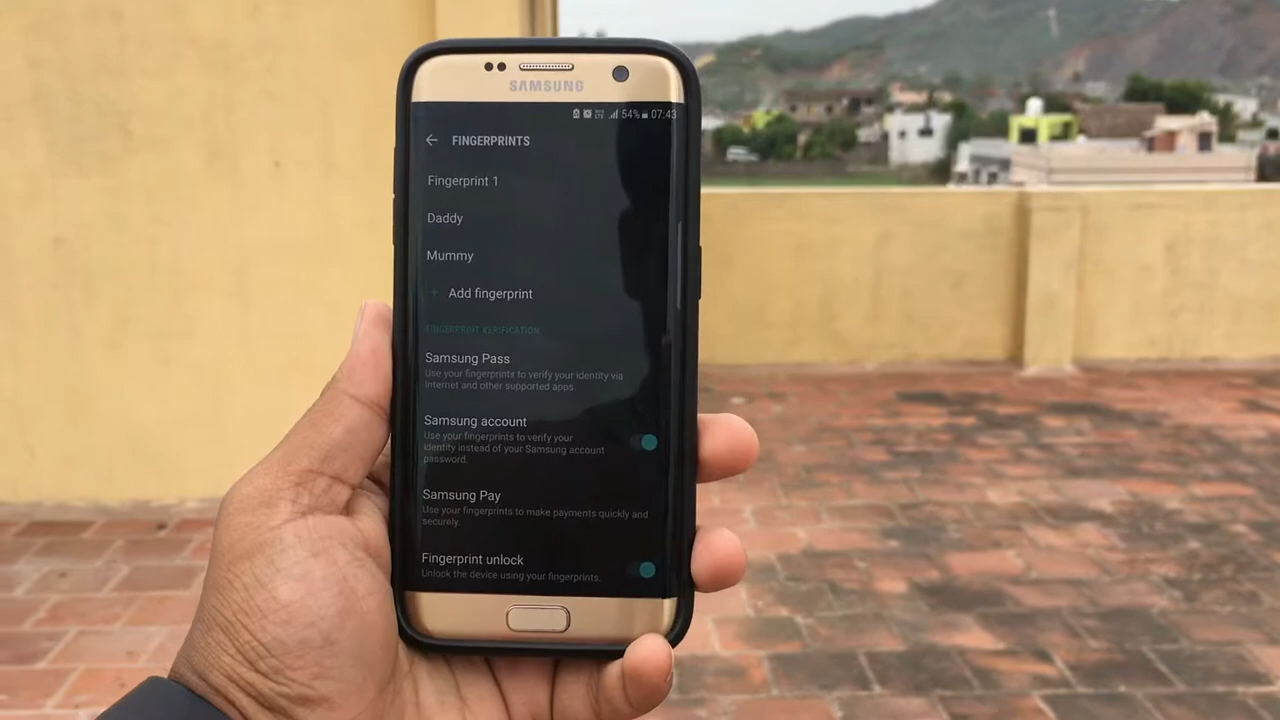 SAMSUNG
LTE 54% 07:43
FINGERPRINTS
Fingerprint 1
Daddy
Mummy
+ Add fingerprint
FINGERPRINT VERIFICATION
Samsung Pass
Use your fingerprints to verify your identity via
Internet and other supported apps.
Samsung account
Use your fingerprints to verify your
identity instead of your Samsung account
password.
Samsung Pay
Use your fingerprints to make payments quickly and
securely.
Fingerprint unlock
Unlock the device using your fingerprints.